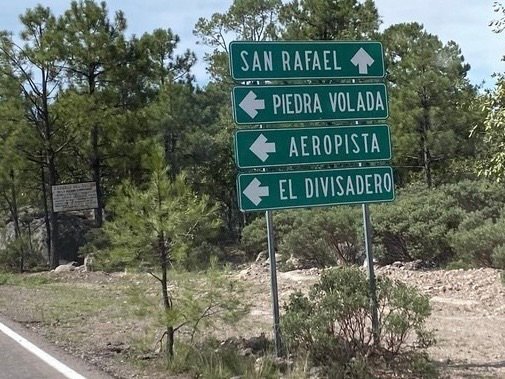 SAN RAFAEL
PIEDRA VOLADA
AEROPISTA
EL DIVISADERO